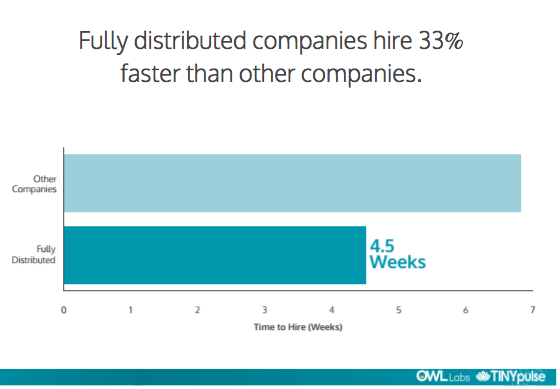 Fully distributed companies hire 33%
faster than other companies.
Other
Companies
4.5
Weeks
Fully
Distributed
0 1 2 3 4 5 6 7
Time to Hire (Weeks)
OWL Labs TINYpulse